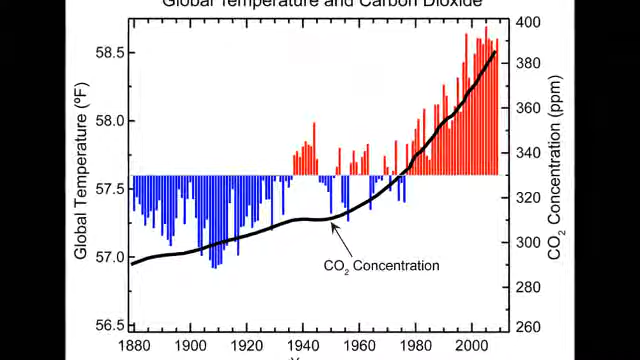 Global Temperature and Carbon Dioxide
Global Temperature (ºF)
58.5
58.0
57.5
57.0
56.5
400
380
360
340
320
300
280
260
CO2 Concentration (ppm)
CO2 Concentration
1880 1900 1920 1940 1960 1980 2000